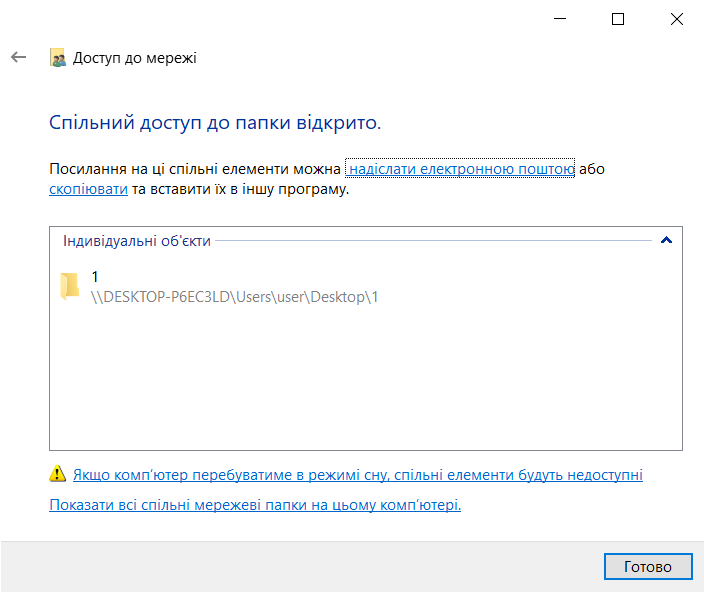 Доступ до мережі
Спільний доступ до папки відкрито.
Посилання на ці спільні елементи можна надіслати електронною поштою або
скопіювати та вставити їх в іншу програму.
Індивідуальні об'єкти
1
\\DESKTOP-P6EC3LD\Users\user\Desktop\1
Якщо комп’ютер перебуватиме в режимі сну, спільні елементи будуть недоступні
Показати всі спільні мережеві папки на цьому комп’ютері.
Готово